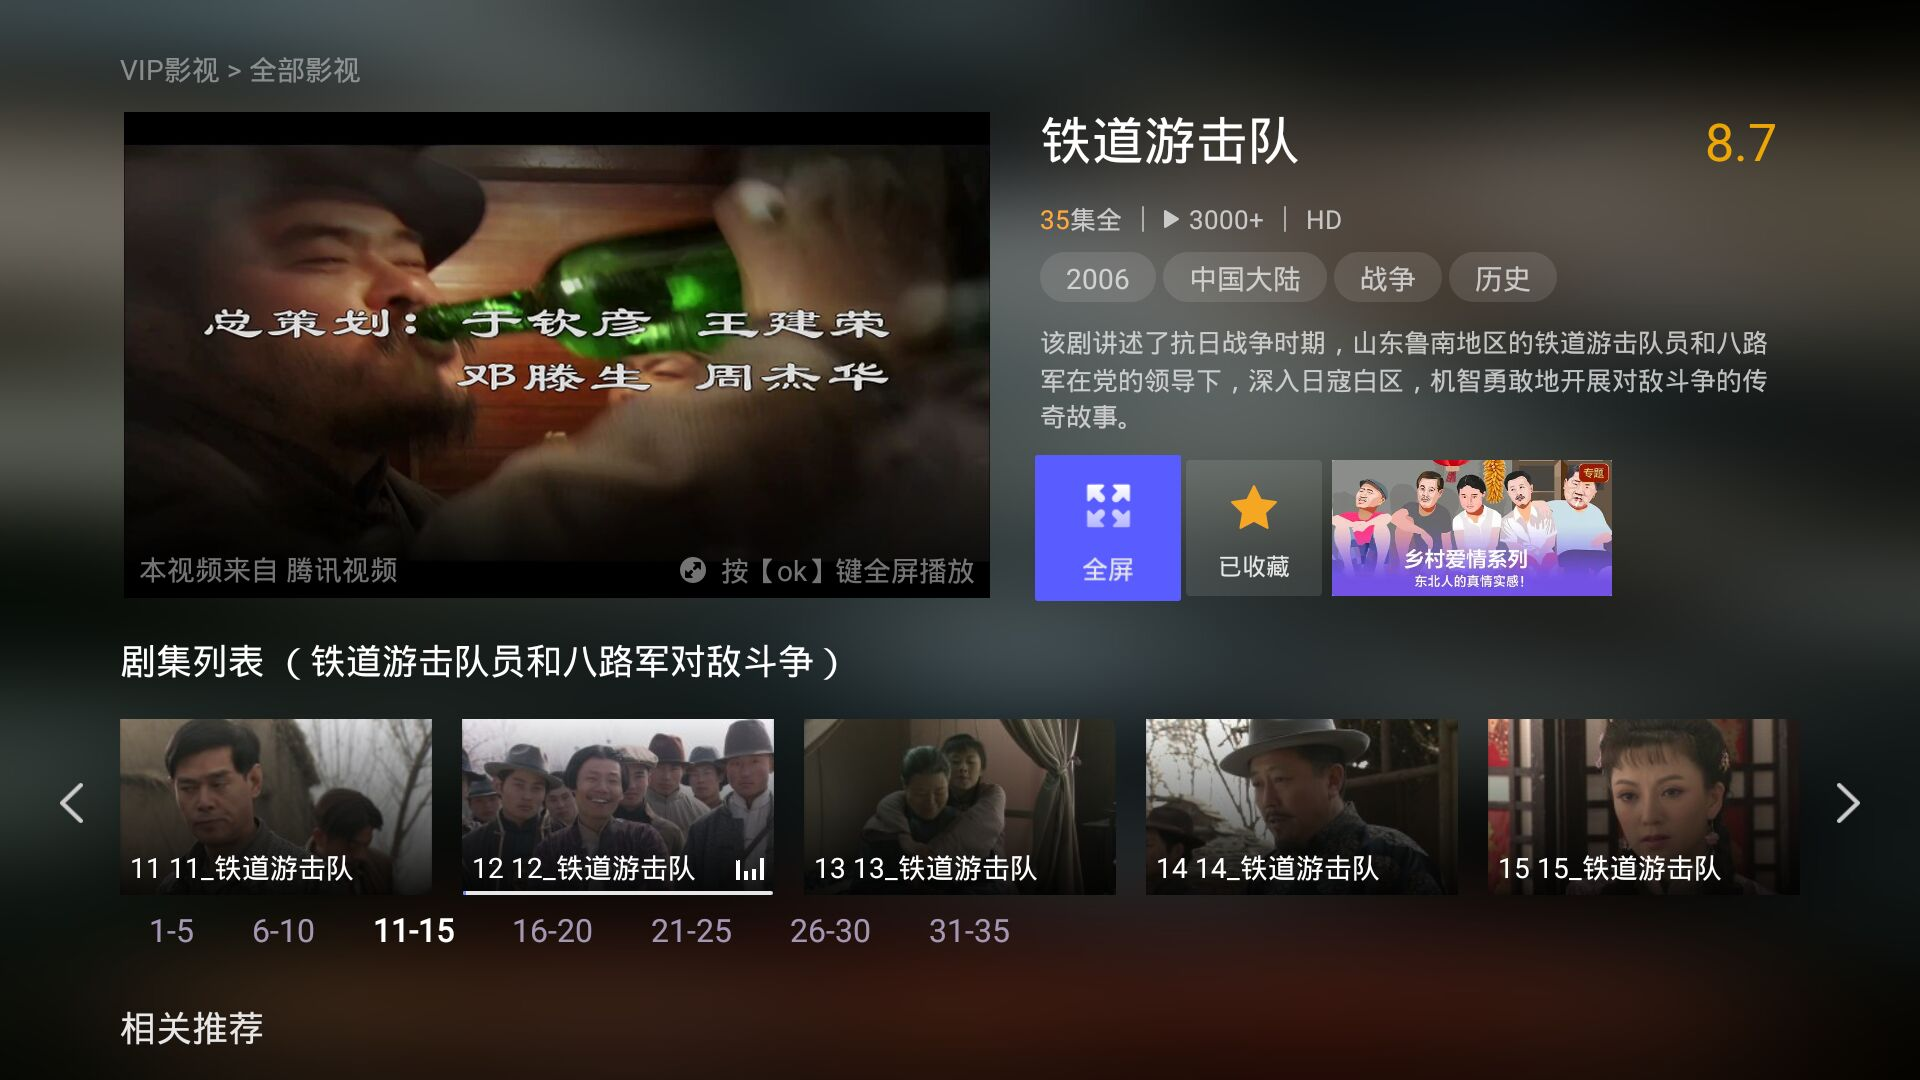 VIP影视 > 全部影视
总策划：于钦彦 王建荣
邓滕生 周杰华
本视频来自 腾讯视频
按【ok】键全屏播放
铁道游击队
8.7
35集全 | 3000+ | HD
2006 中国大陆 战争 历史
该剧讲述了抗日战争时期，山东鲁南地区的铁道游击队员和八路
军在党的领导下，深入日寇白区，机智勇敢地开展对敌斗争的传
奇故事。
全屏
已收藏
专题
乡村爱情系列
东北人的真情实感！
剧集列表（铁道游击队员和八路军对敌斗争）
11 11_铁道游击队
12 12_铁道游击队
13 13_铁道游击队
14 14_铁道游击队
15 15_铁道游击队
1-5 6-10 11-15 16-20 21-25 26-30 31-35
相关推荐